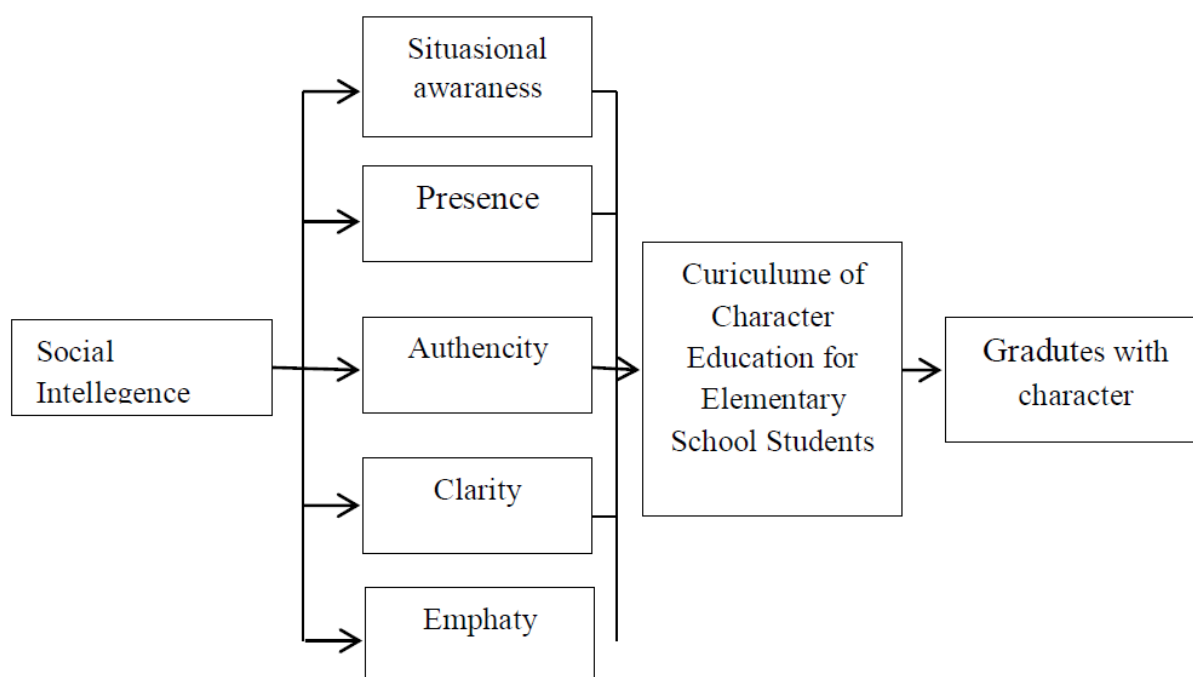 Situasional
awaraness
Presence
Social
Intellegence
Authencity
Clarity
Emphaty
Curiculume of
Character
Education for
Elementary
School Students
Gradutes with
character